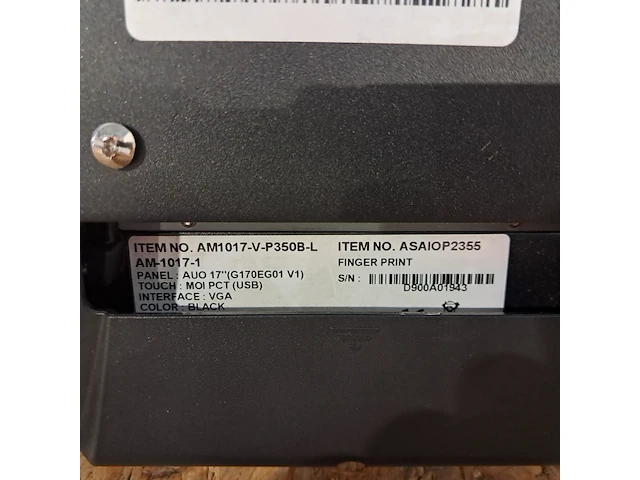 ITEM NO. AM1017-V-P350B-L
AM-1017-1
PANEL : AUO 17"(G170EG01 V1)
TOUCH : MOI PCT (USB)
INTERFACE : VGA
COLOR : BLACK
ITEM NO. ASAIOP2355
FINGER PRINT
S/N :
D900A01943